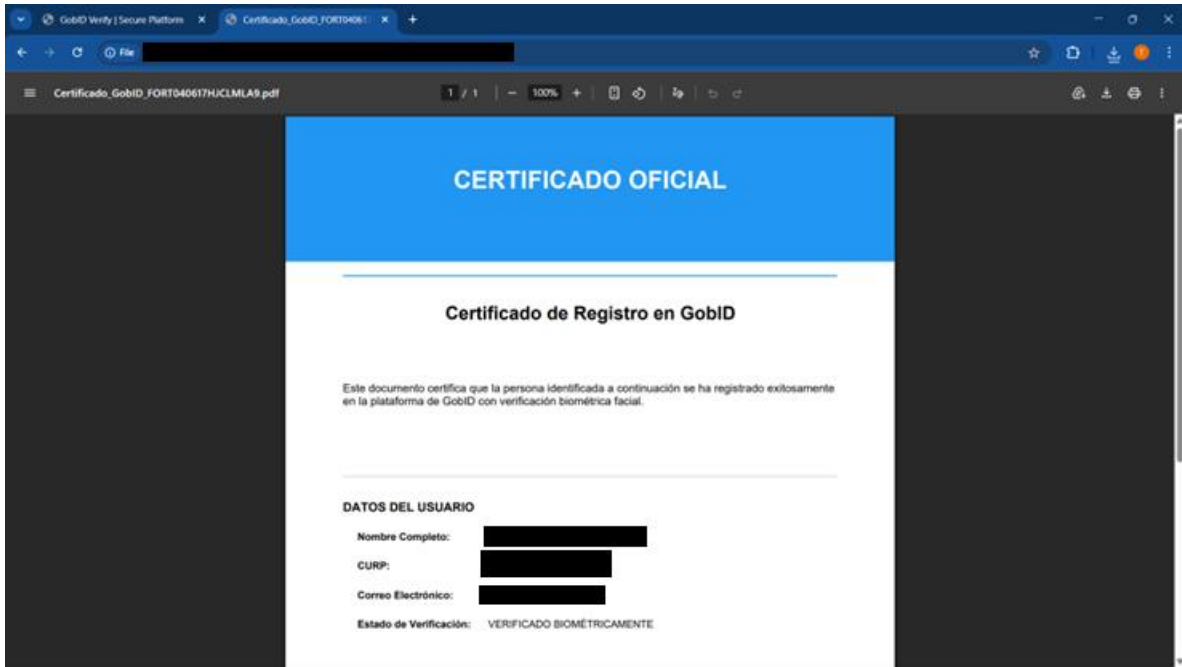 GobID Verify | Secure Platform
Certificado_GobID_FORT040617
File
Certificado_GobID_FORT040617HJCLMLA9.pdf
1 / 1
100%
CERTIFICADO OFICIAL
Certificado de Registro en GobID
Este documento certifica que la persona identificada a continuación se ha registrado exitosamente
en la plataforma de GobID con verificación biométrica facial.
DATOS DEL USUARIO
Nombre Completo:
CURP:
Correo Electrónico:
Estado de Verificación: VERIFICADO BIOMÉTRICAMENTE